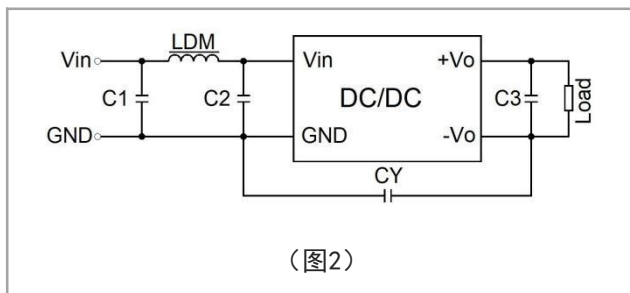 LDM
Vin
Vin
+Vo
C1
C2
DC/DC
C3
Load
GND
GND
-Vo
CY
（图2）